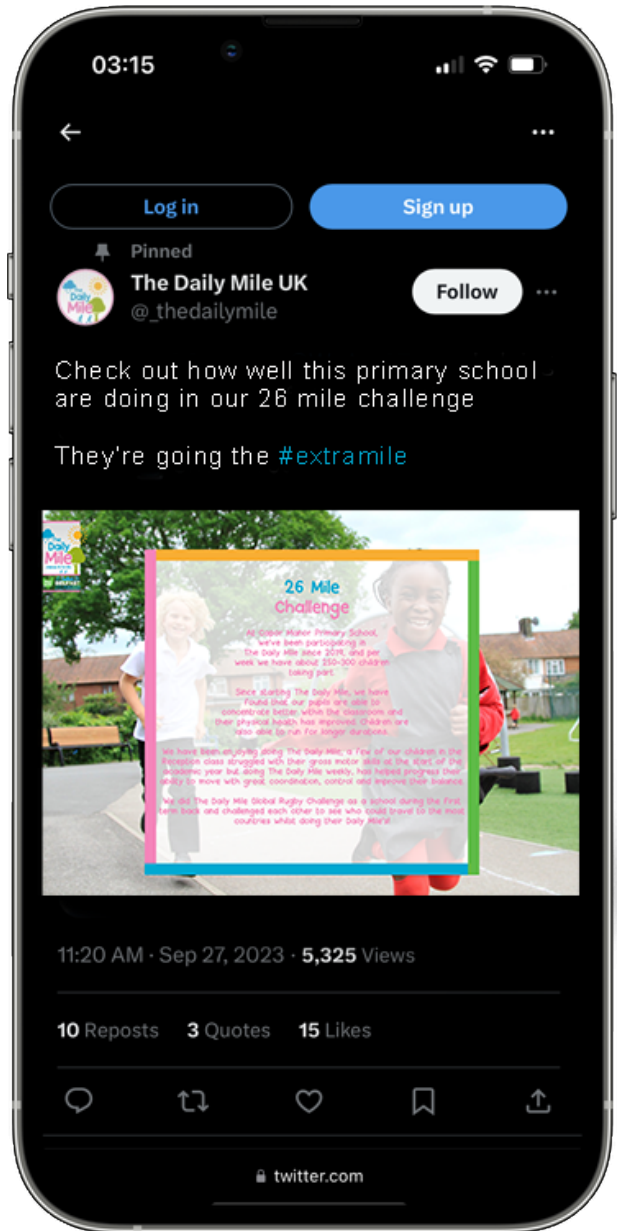 03:15
Log in
Sign up
Pinned
The Daily Mile UK
Follow
@_thedailymile
Check out how well this primary school
are doing in our 26 mile challenge
They're going the #extramile
The
Daily
Mile
26 Mile
Challenge
At Manor Primary School,
we've been participating in
The Daily Mile since 2019, and per
week we have about 250-300 children
taking part.
Since starting The Daily Mile, we have
found that our pupils are able to
concentrate better within the classroom and
their physical health has improved. Children are
also able to run for longer durations.
We have been enjoying doing The Daily Mile, a few of our children in the
Reception class struggled with their gross motor skills at the start of the
academic year but doing The Daily Mile weekly, has helped progress their
ability to move with great coordination, control and improve their balance.
We did The Daily Mile Global Rugby Challenge as a school during the first
term back and challenged each other to see who could travel to the most
countries whilst doing their Daily Mile's!
11:20 AM · Sep 27, 2023 · 5,325 Views
10 Reposts 3 Quotes 15 Likes
twitter.com